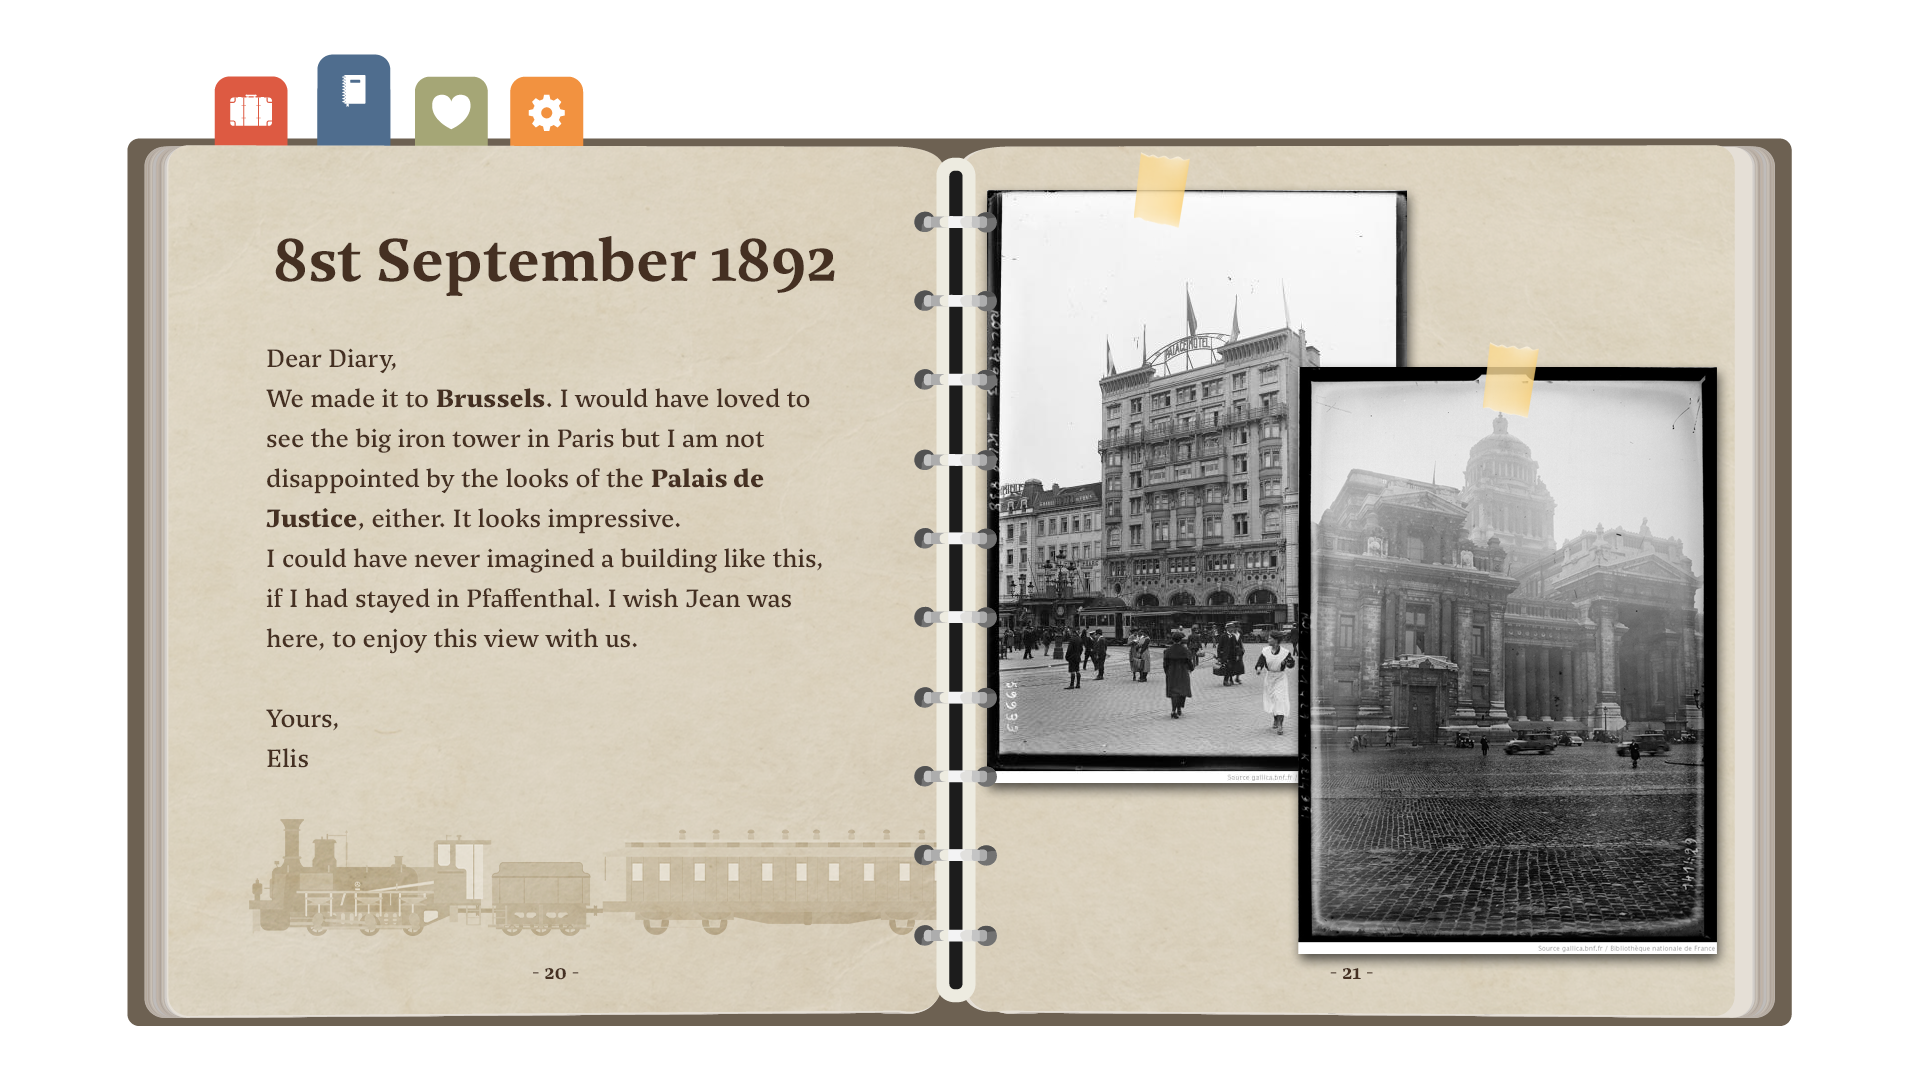 8st September 1892
Dear Diary,
We made it to Brussels. I would have loved to
see the big iron tower in Paris but I am not
disappointed by the looks of the Palais de
Justice, either. It looks impressive.
I could have never imagined a building like this,
if I had stayed in Pfaffenthal. I wish Jean was
here, to enjoy this view with us.
Yours,
Elis
- 20 -
PALACE HOTEL
Source gallica.bnf.fr /
Source gallica.bnf.fr / Bibliothèque nationale de France
- 21 -